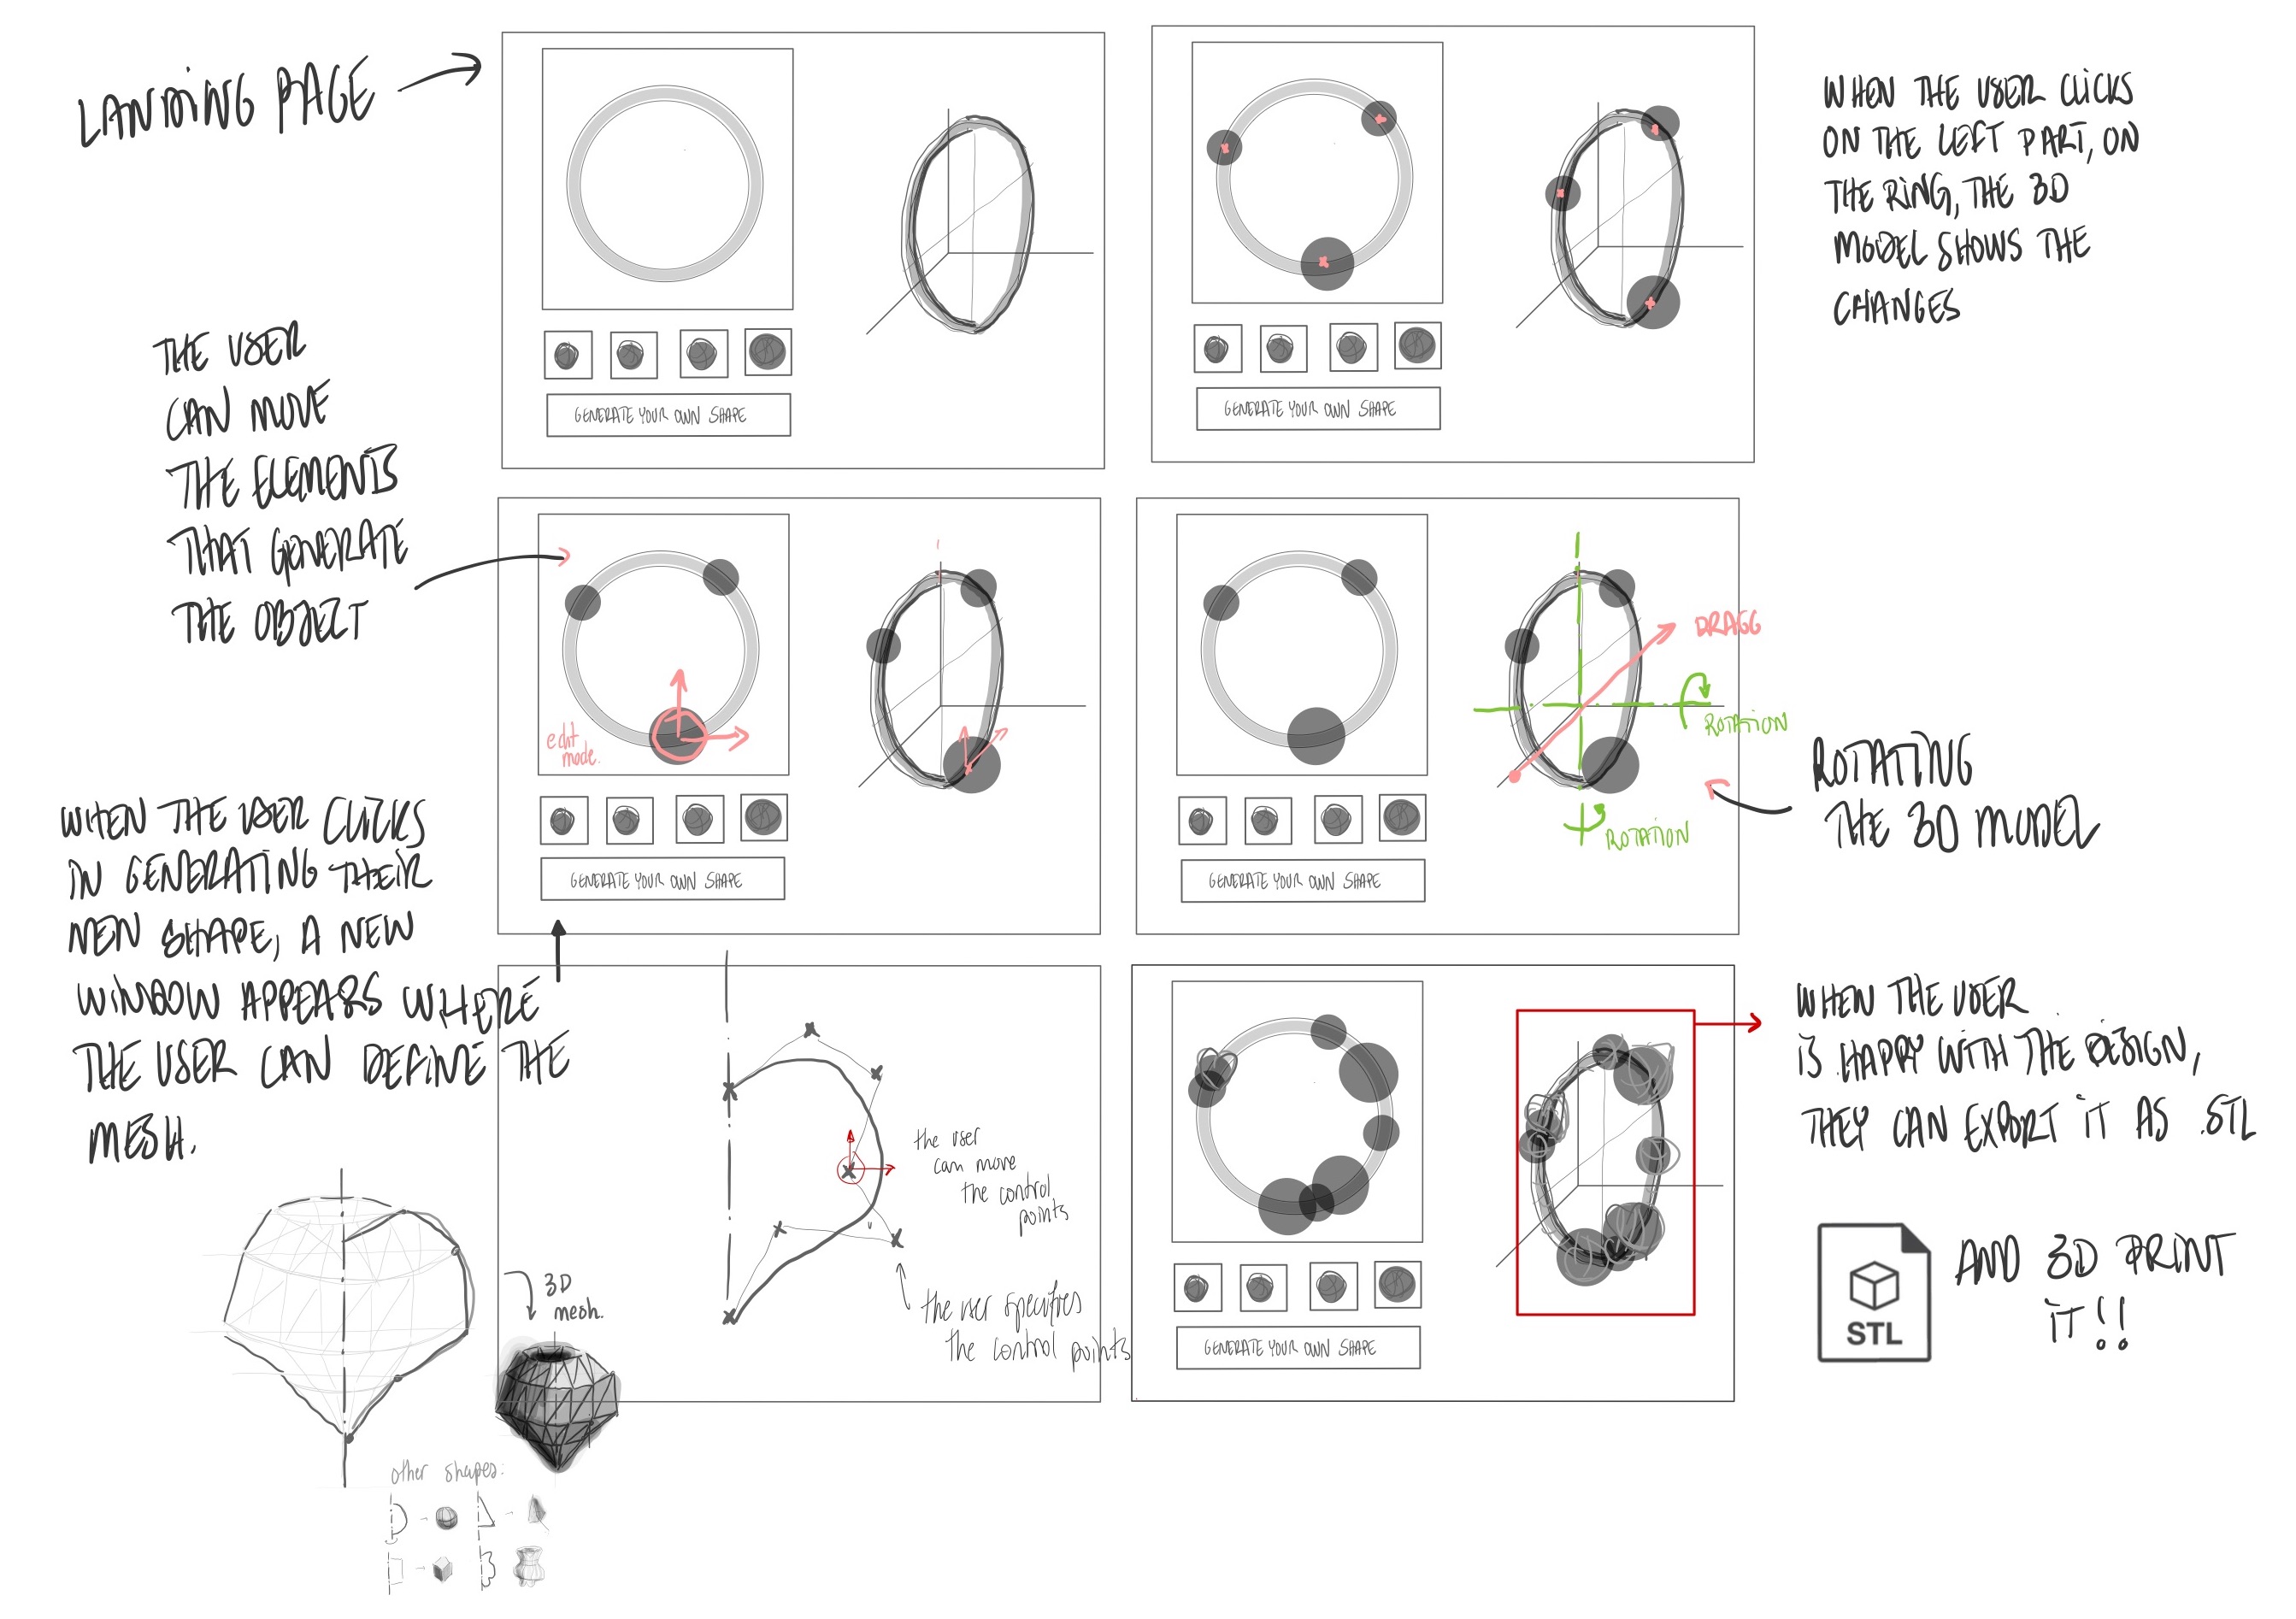 LANDING PAGE
GENERATE YOUR OWN SHAPE
GENERATE YOUR OWN SHAPE
WHEN THE USER CLICKS
ON THE LEFT PART, ON
THE RING, THE 3D
MODEL SHOWS THE
CHANGES
THE USER
CAN MOVE
THE ELEMENTS
THAT GENERATE
THE OBJECT
edit
mode.
GENERATE YOUR OWN SHAPE
DRAGG
ROTATION
ROTATION
GENERATE YOUR OWN SHAPE
ROTATING
THE 3D MODEL
WHEN THE USER CLICKS
IN GENERATING THEIR
NEW SHAPE, A NEW
WINDOW APPEARS WHERE
THE USER CAN DEFINE THE
MESH.
the user
can move
the control
points
the user specifies
the control points
3D
mesh.
other shapes:
GENERATE YOUR OWN SHAPE
WHEN THE USER
IS HAPPY WITH THE DESIGN,
THEY CAN EXPORT IT AS .STL
STL
AND 3D PRINT
IT!!